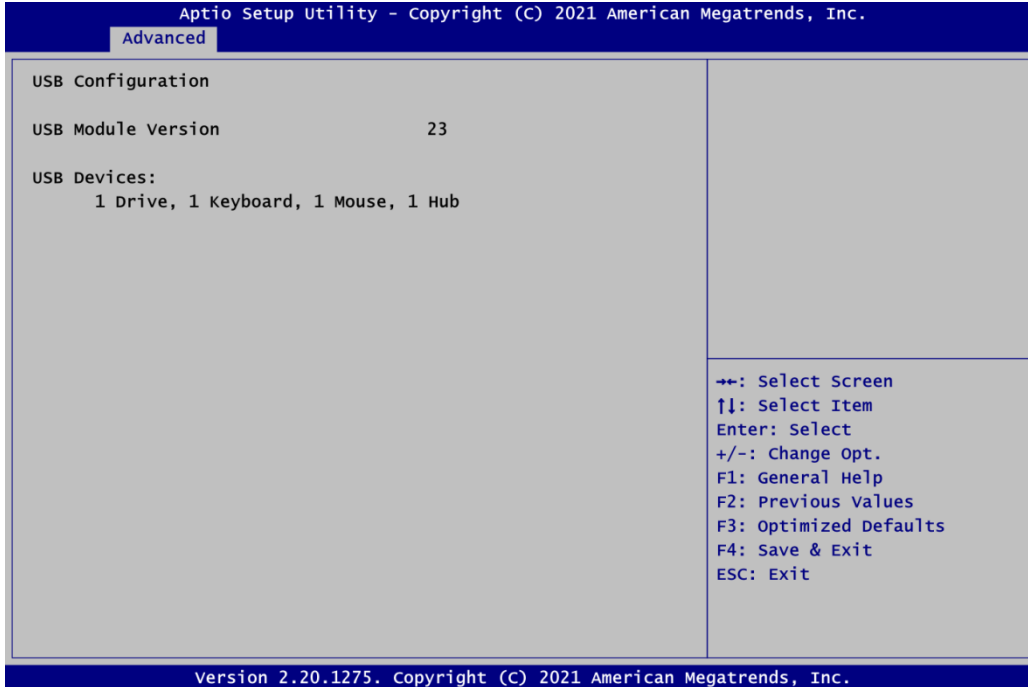 Aptio Setup Utility - Copyright (C) 2021 American Megatrends, Inc.
Advanced
USB Configuration
USB Module Version 23
USB Devices:
1 Drive, 1 Keyboard, 1 Mouse, 1 Hub
→←: Select Screen
↑↓: Select Item
Enter: Select
+/-: Change Opt.
F1: General Help
F2: Previous Values
F3: Optimized Defaults
F4: Save & Exit
ESC: Exit
Version 2.20.1275. Copyright (C) 2021 American Megatrends, Inc.